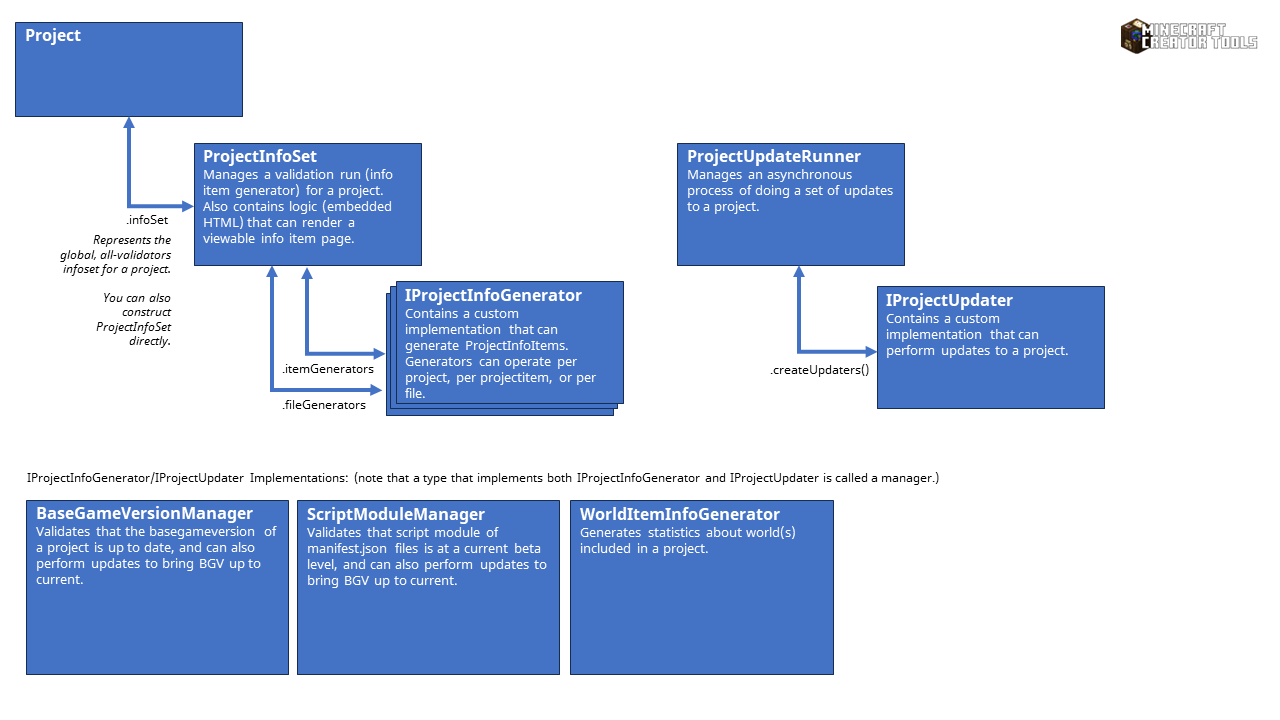 Project
MINECRAFT
CREATOR TOOLS
ProjectInfoSet
Manages a validation run (info
item generator) for a project.
Also contains logic (embedded
HTML) that can render a
viewable info item page.
.infoSet
Represents the
global, all-validators
infoset for a project.
You can also
construct
ProjectInfoSet
directly.
ProjectUpdateRunner
Manages an asynchronous
process of doing a set of updates
to a project.
IProjectInfoGenerator
Contains a custom
implementation that can
generate ProjectInfoItems.
Generators can operate per
project, per projectitem, or per
file.
.itemGenerators
.fileGenerators
IProjectUpdater
Contains a custom
implementation that can
perform updates to a project.
.createUpdaters()
IProjectInfoGenerator/IProjectUpdater Implementations: (note that a type that implements both IProjectInfoGenerator and IProjectUpdater is called a manager.)
BaseGameVersionManager
Validates that the basegameversion of
a project is up to date, and can also
perform updates to bring BGV up to
current.
ScriptModuleManager
Validates that script module of
manifest.json files is at a current beta
level, and can also perform updates to
bring BGV up to current.
WorldItemInfoGenerator
Generates statistics about world(s)
included in a project.